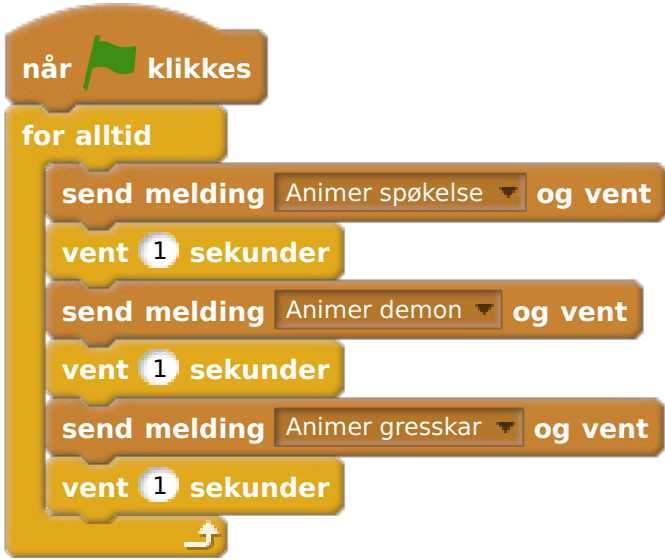 når klikkes
for alltid
send melding Animer spøkelse og vent
vent 1 sekunder
send melding Animer demon og vent
vent 1 sekunder
send melding Animer gresskar og vent
vent 1 sekunder